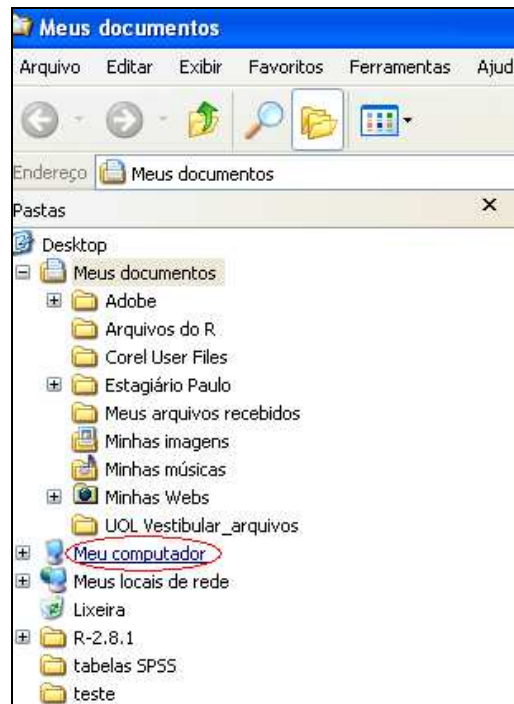 Meus documentos
Arquivo Editar Exibir Favoritos Ferramentas Ajud
Endereço Meus documentos
Pastas
Desktop
Meus documentos
Adobe
Arquivos do R
Corel User Files
Estagiário Paulo
Meus arquivos recebidos
Minhas imagens
Minhas músicas
Minhas Webs
UOL Vestibular_arquivos
Meu computador
Meus locais de rede
Lixeira
R-2.8.1
tabelas SPSS
teste